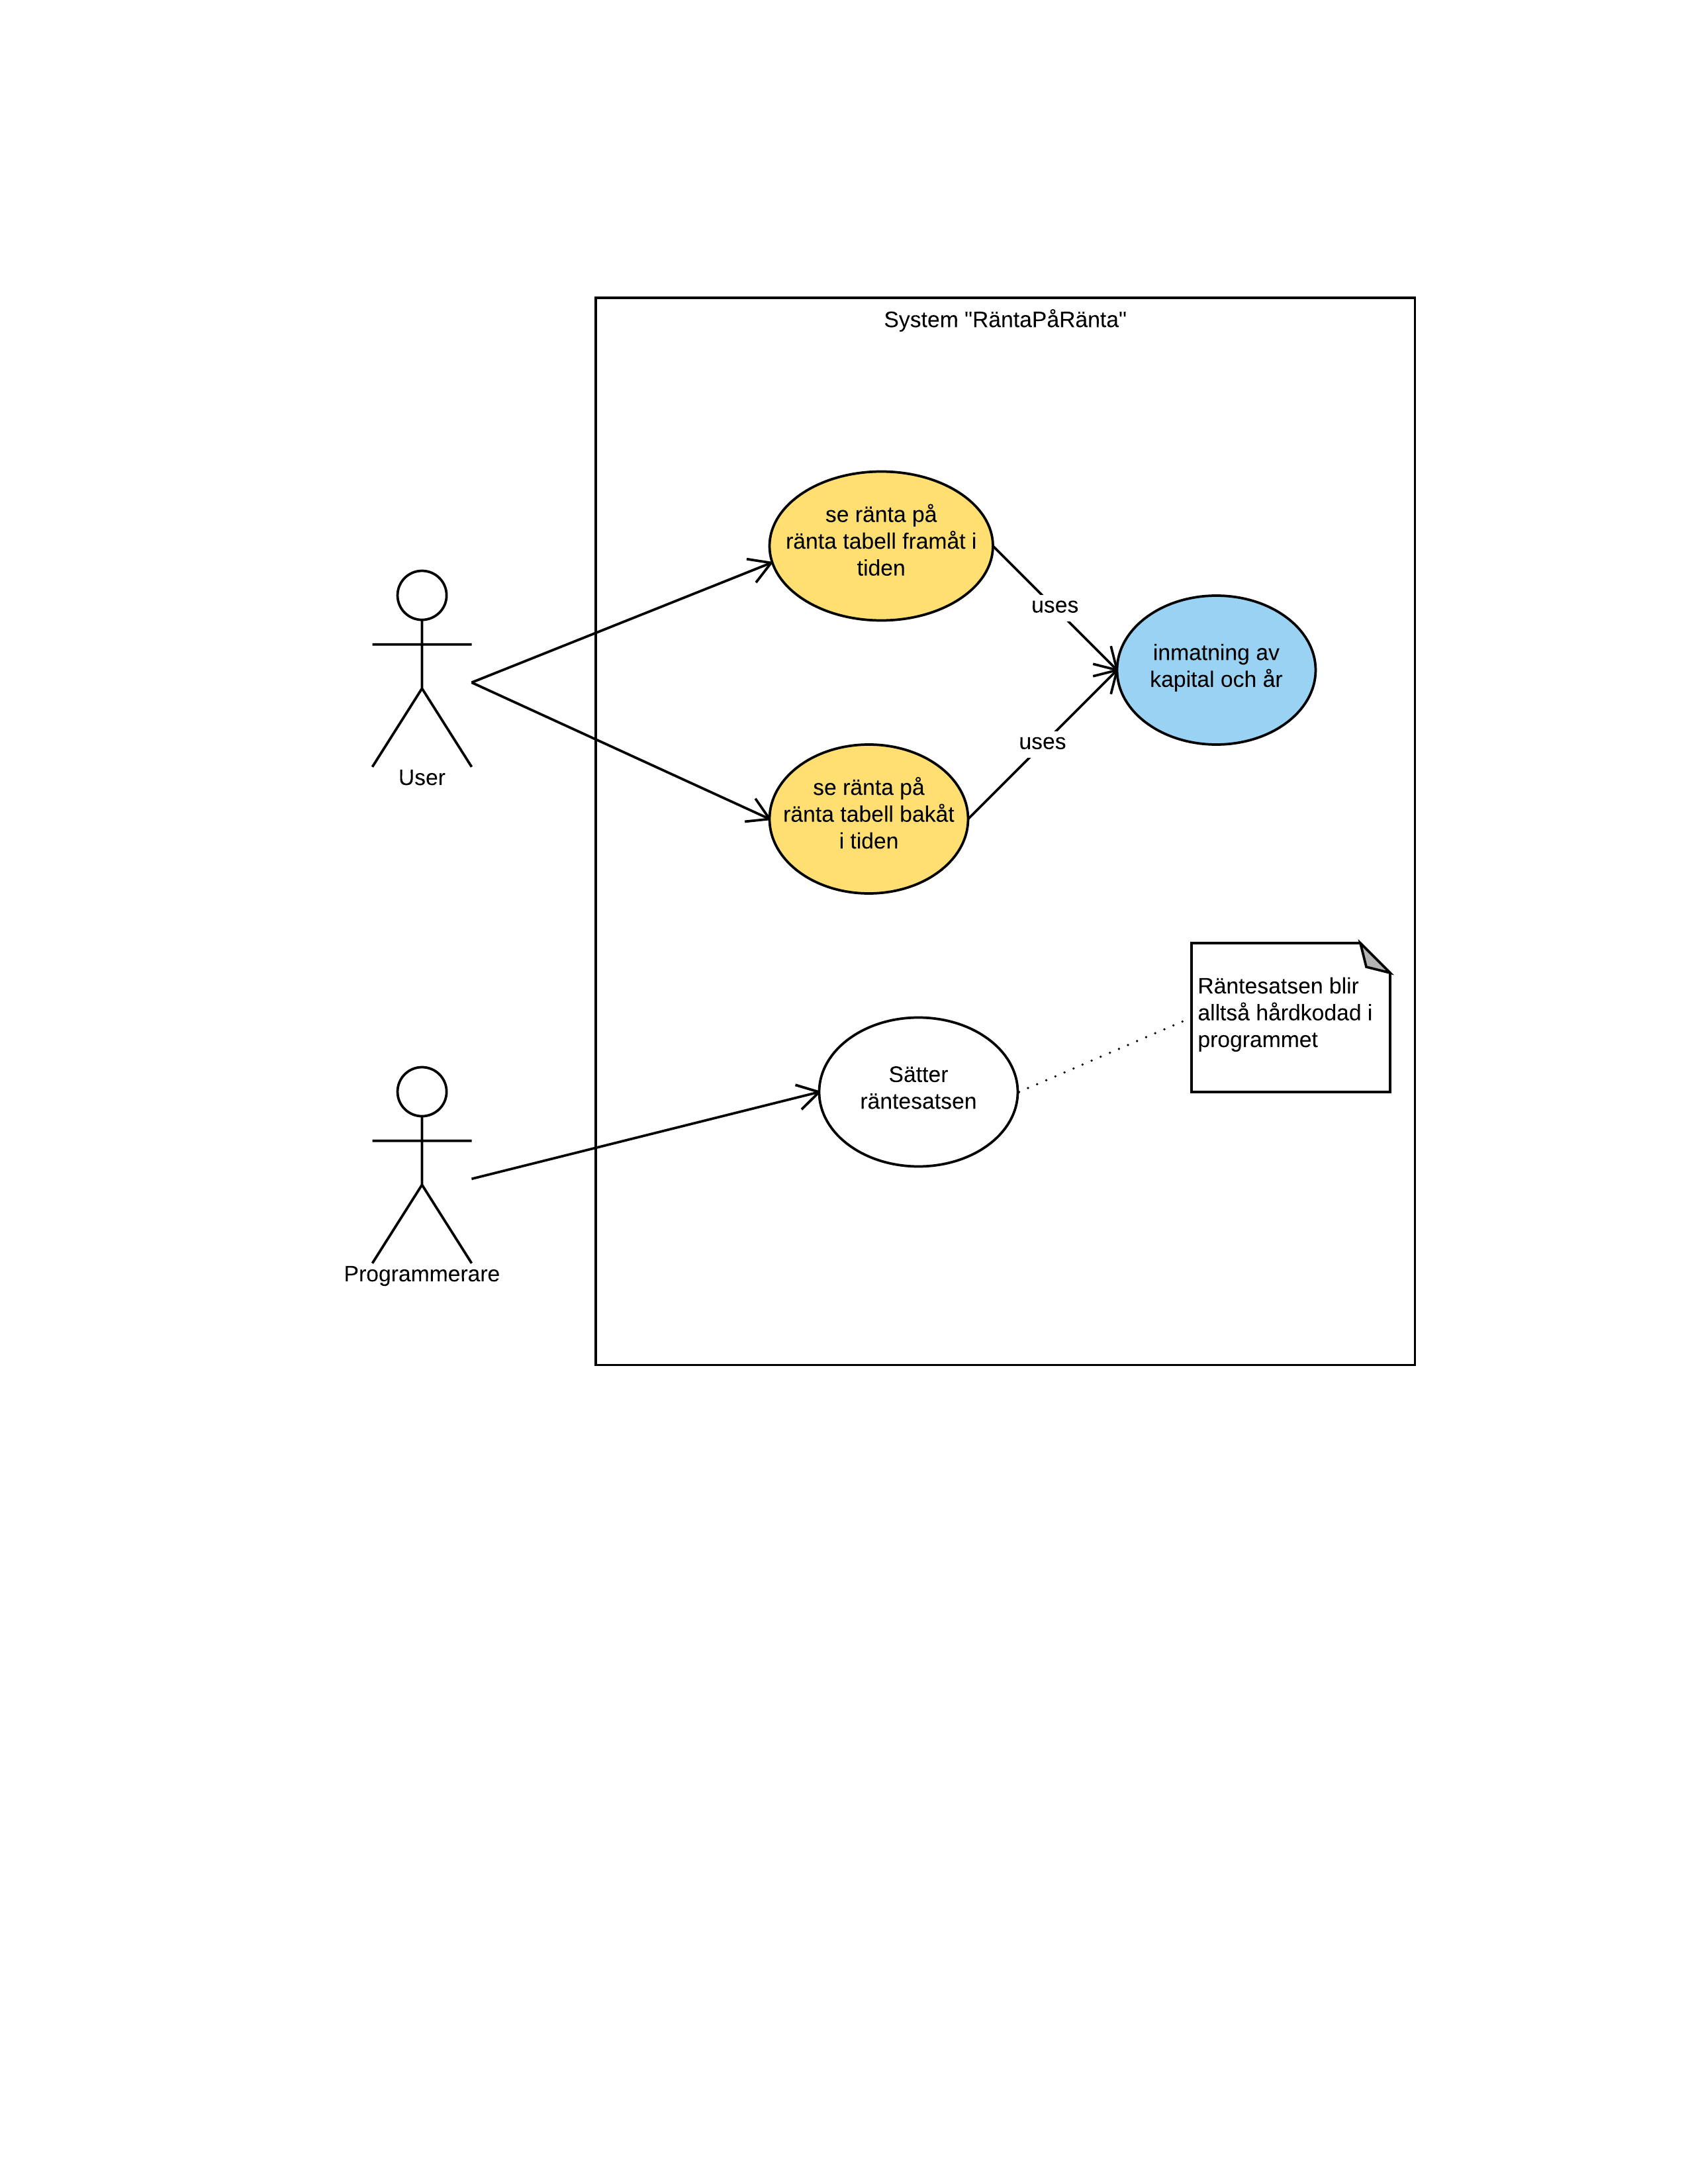 System "RäntaPåRänta"
se ränta på
ränta tabell framåt i
tiden
uses
inmatning av
kapital och år
uses
User
se ränta på
ränta tabell bakåt
i tiden
Räntesatsen blir
alltså hårdkodad i
programmet
Sätter
räntesatsen
Programmerare